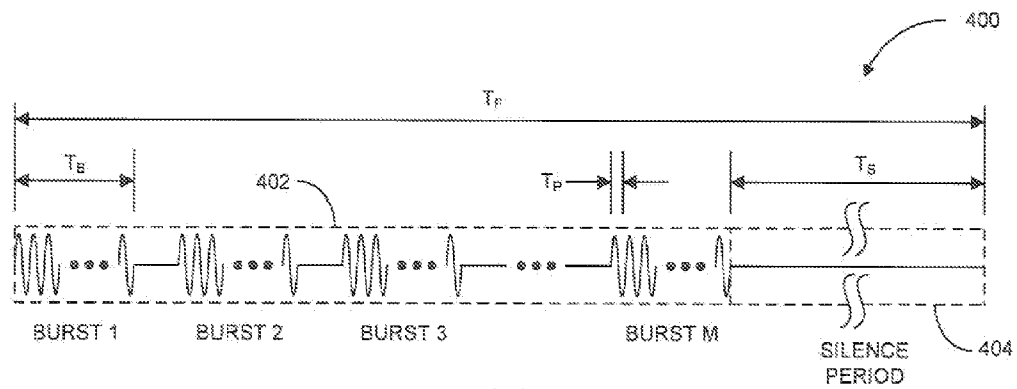 400
T_F
T_B
T_P
T_S
402
BURST 1
BURST 2
BURST 3
BURST M
SILENCE
PERIOD
404